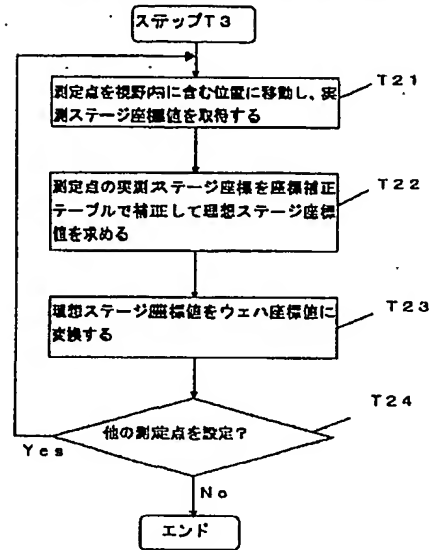 ステップT3
測定点を視野内に含む位置に移動し、実
測ステージ座標値を取得する
T21
測定点の実測ステージ座標を座標補正
テーブルで補正して理想ステージ座標
値を求める
T22
理想ステージ座標値をウェハ座標値に
変換する
T23
他の測定点を設定?
T24
Yes
No
エンド